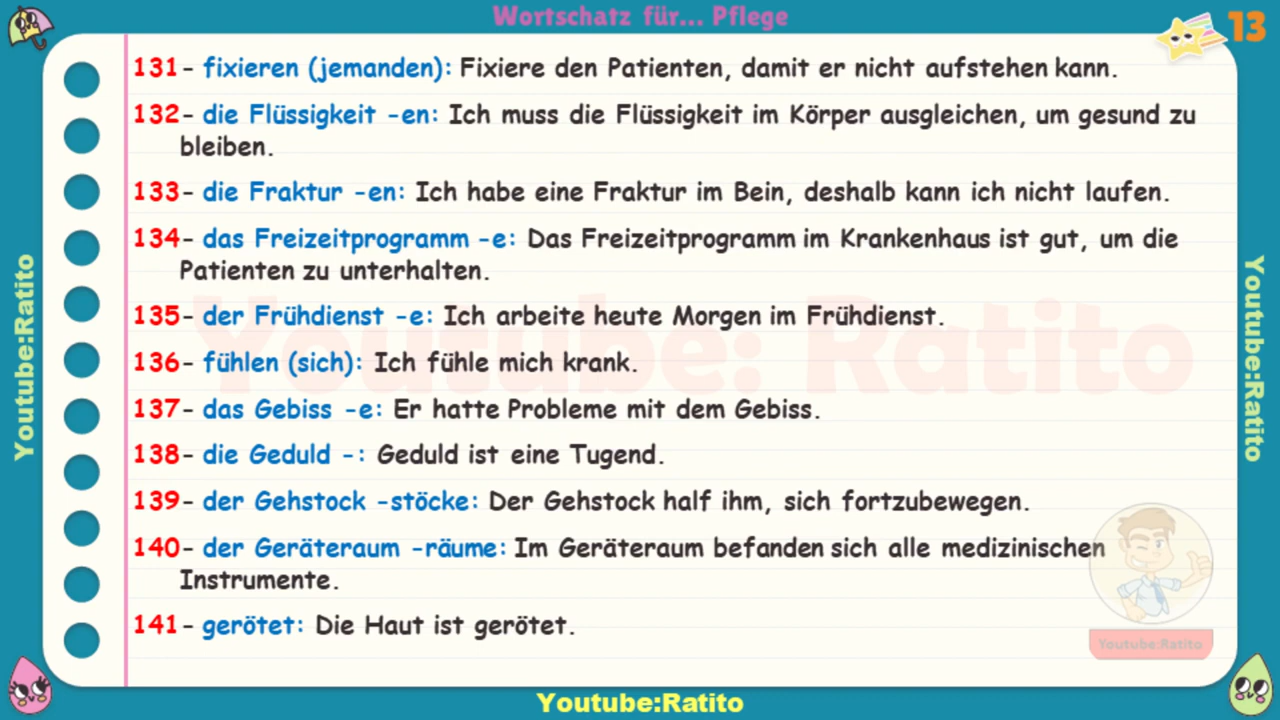 Wortschatz für... Pflege
13
131- fixieren (jemanden): Fixiere den Patienten, damit er nicht aufstehen kann.
132- die Flüssigkeit -en: Ich muss die Flüssigkeit im Körper ausgleichen, um gesund zu
bleiben.
133- die Fraktur -en: Ich habe eine Fraktur im Bein, deshalb kann ich nicht laufen.
134- das Freizeitprogramm -e: Das Freizeitprogramm im Krankenhaus ist gut, um die
Patienten zu unterhalten.
135- der Frühdienst -e: Ich arbeite heute Morgen im Frühdienst.
136- fühlen (sich): Ich fühle mich krank.
137- das Gebiss -e: Er hatte Probleme mit dem Gebiss.
138- die Geduld -: Geduld ist eine Tugend.
139- der Gehstock -stöcke: Der Gehstock half ihm, sich fortzubewegen.
140- der Geräteraum -räume: Im Geräteraum befanden sich alle medizinischen
Instrumente.
141- gerötet: Die Haut ist gerötet.
Youtube:Ratito
Youtube:Ratito
Youtube: Ratito
Youtube:Ratito
Youtube:Ratito